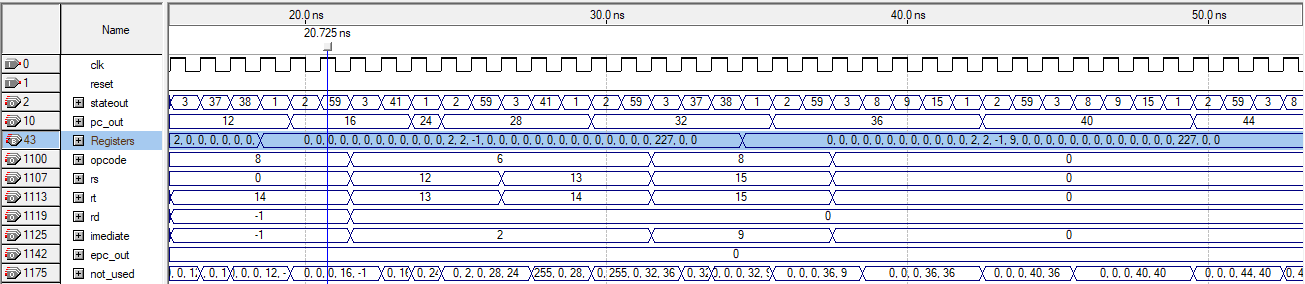 Name 20.0 ns 30.0 ns 40.0 ns 50.0 ns
20.725 ns
0 clk
1 reset
2 stateout 3 37 38 1 2 59 3 41 1 2 59 3 41 1 2 59 3 37 38 1 2 59 3 8 9 15 1 2 59 3 8 9 15 1 2 59 3 8
10 pc_out 12 16 24 28 32 36 40 44
43 Registers 2, 0, 0, 0, 0, 0, 0, 0, 0, 0, 0, 0, 0, 0, 0, 0, 0, 0, 0, 2, 2, -1, 0, 0, 0, 0, 0, 0, 0, 0, 0, 0, 0, 0, 0, 227, 0, 0 0, 0, 0, 0, 0, 0, 0, 0, 0, 0, 0, 0, 2, 2, -1, 9, 0, 0, 0, 0, 0, 0, 0, 0, 0, 0, 0, 0, 0, 227, 0, 0
1100 opcode 8 6 8 0
1107 rs 0 12 13 15 0
1113 rt 14 13 14 15 0
1119 rd -1 0
1125 imediate -1 2 9 0
1142 epc_out 0
1175 not_used 0, 0, 0, 16, -1 0, 24 0, 2, 0, 28, 24 255, 0, 28, 0, 255, 0, 32, 36 0, 0, 0, 36, 9 0, 0, 0, 36, 36 0, 0, 0, 40, 36 0, 0, 0, 40, 40 0, 0, 0, 44, 40